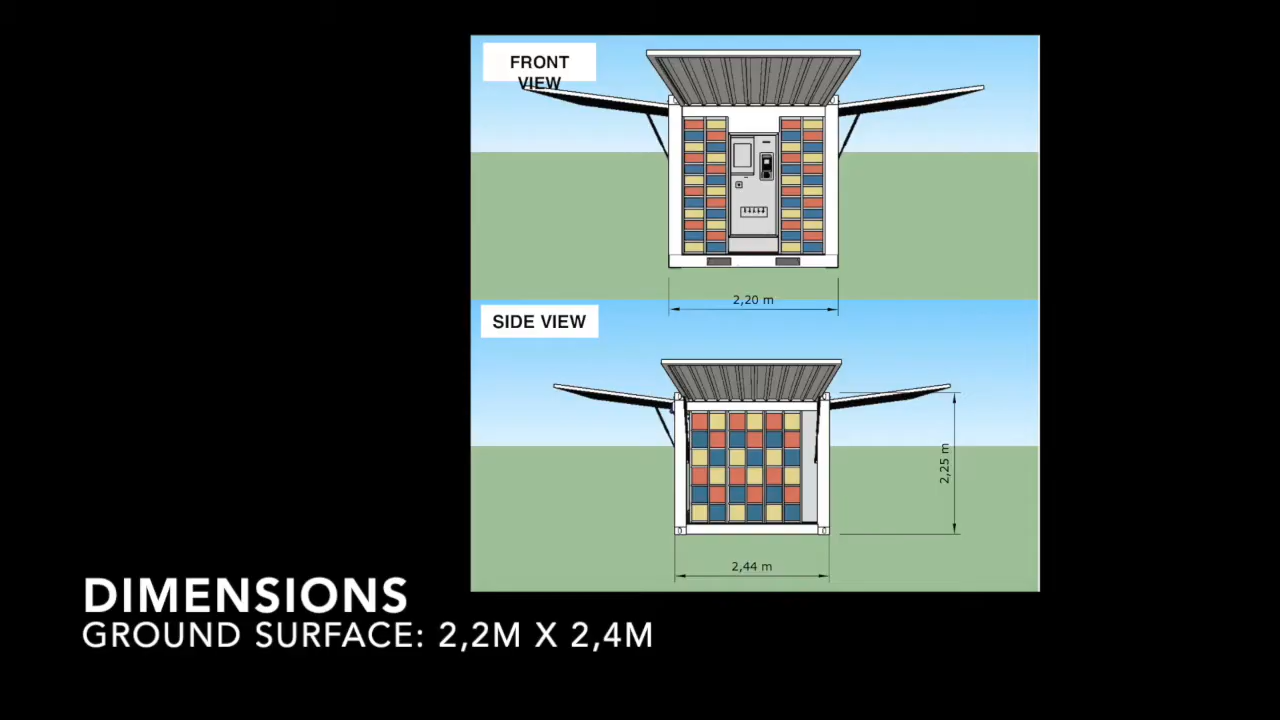 FRONT
VIEW
2,20 m
SIDE VIEW
2,25 m
2,44 m
DIMENSIONS
GROUND SURFACE: 2,2M X 2,4M